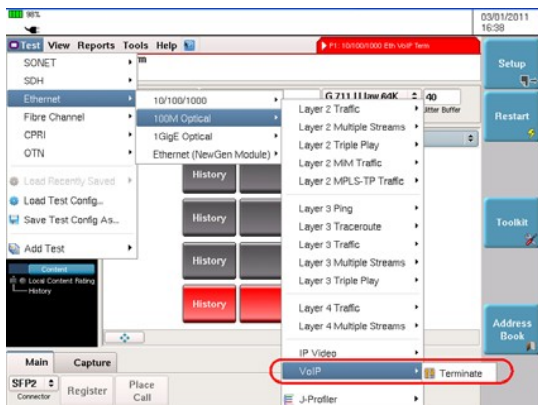 98%
03/01/2011
16:38
Test View Reports Tools Help
F1: 10/100/1000 Eth VoIP Term
SONET
SDH
Ethernet
Fibre Channel
CPRI
OTN
Load Recently Saved
Load Test Config...
Save Test Config As...
Add Test
10/100/1000
100M Optical
1GigE Optical
Ethernet (NewGen Module)
G.711 U law 64K
40
Jitter Buffer
Layer 2 Traffic
Layer 2 Multiple Streams
Layer 2 Triple Play
Layer 2 MiM Traffic
Layer 2 MPLS-TP Traffic
Layer 3 Ping
Layer 3 Traceroute
Layer 3 Traffic
Layer 3 Multiple Streams
Layer 3 Triple Play
Layer 4 Traffic
Layer 4 Multiple Streams
IP Video
VoIP
Terminate
J-Profiler
History
History
History
History
Content
Local Content Rating
History
Setup
Restart
Toolkit
Address
Book
Main
Capture
SFP2
Connector
Register
Place
Call